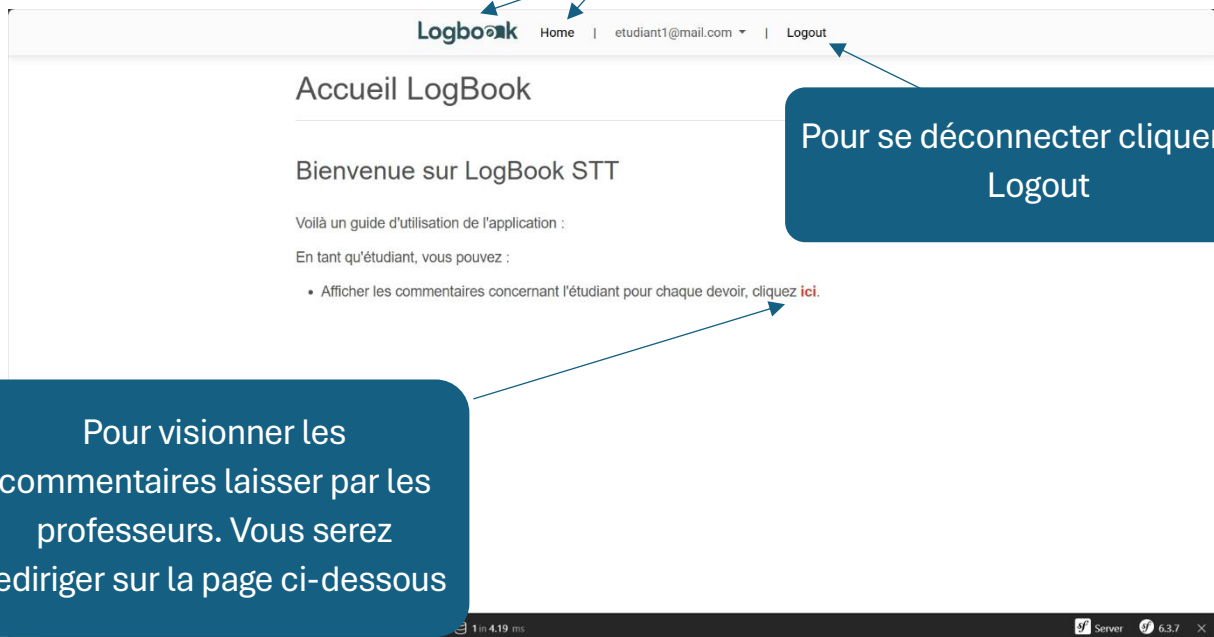 Logbook Home | etudiant1@mail.com | Logout
Accueil LogBook
Pour se déconnecter cliquer
Logout
Bienvenue sur LogBook STT
Voilà un guide d'utilisation de l'application :
En tant qu'étudiant, vous pouvez :
• Afficher les commentaires concernant l'étudiant pour chaque devoir, cliquez ici.
Pour visionner les
commentaires laisser par les
professeurs. Vous serez
ediriger sur la page ci-dessous
1 in 4.19 ms
sf Server sf 6.3.7 ×